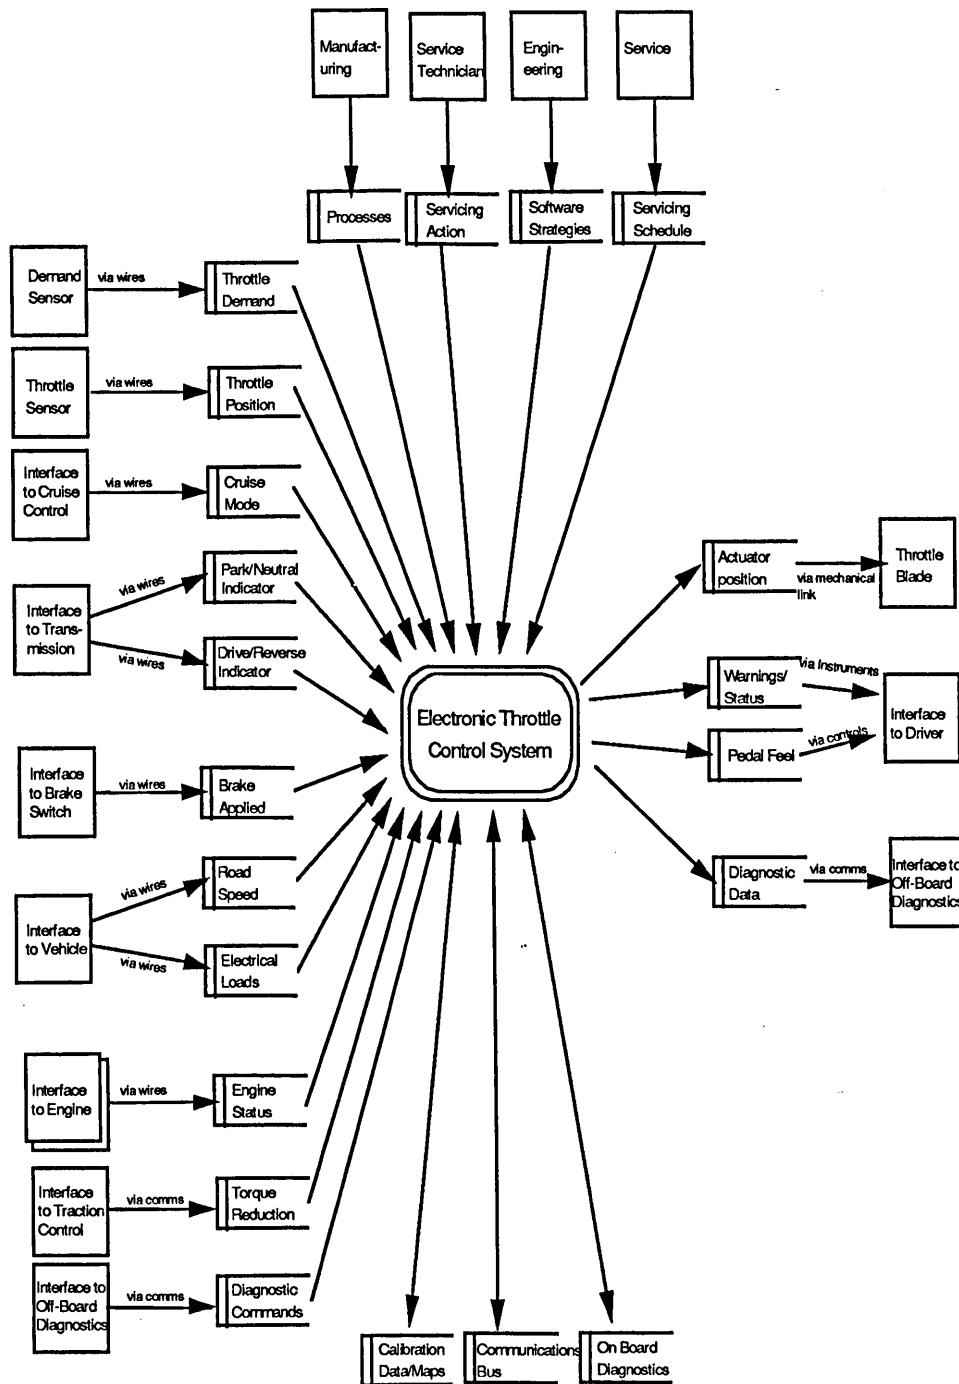 Manufact-
uring
Service
Technician
Engin-
eering
Service
Processes
Servicing
Action
Software
Strategies
Servicing
Schedule
Demand
Sensor
via wires
Throttle
Demand
Throttle
Sensor
via wires
Throttle
Position
Interface
to Cruise
Control
via wires
Cruise
Mode
Interface
to Trans-
mission
via wires
Park/Neutral
Indicator
via wires
Drive/Reverse
Indicator
Electronic Throttle
Control System
Actuator
position
via mechanical
link
Throttle
Blade
Warnings/
Status
via Instruments
Pedal Feel
via controls
Interface
to Driver
Interface
to Brake
Switch
via wires
Brake
Applied
Interface
to Vehicle
via wires
Road
Speed
via wires
Electrical
Loads
Diagnostic
Data
via comms
Interface to
Off-Board
Diagnostics
Interface
to Engine
via wires
Engine
Status
Interface
to Traction
Control
via comms
Torque
Reduction
Interface to
Off-Board
Diagnostics
via comms
Diagnostic
Commands
Calibration
Data/Maps
Communications
Bus
On Board
Diagnostics